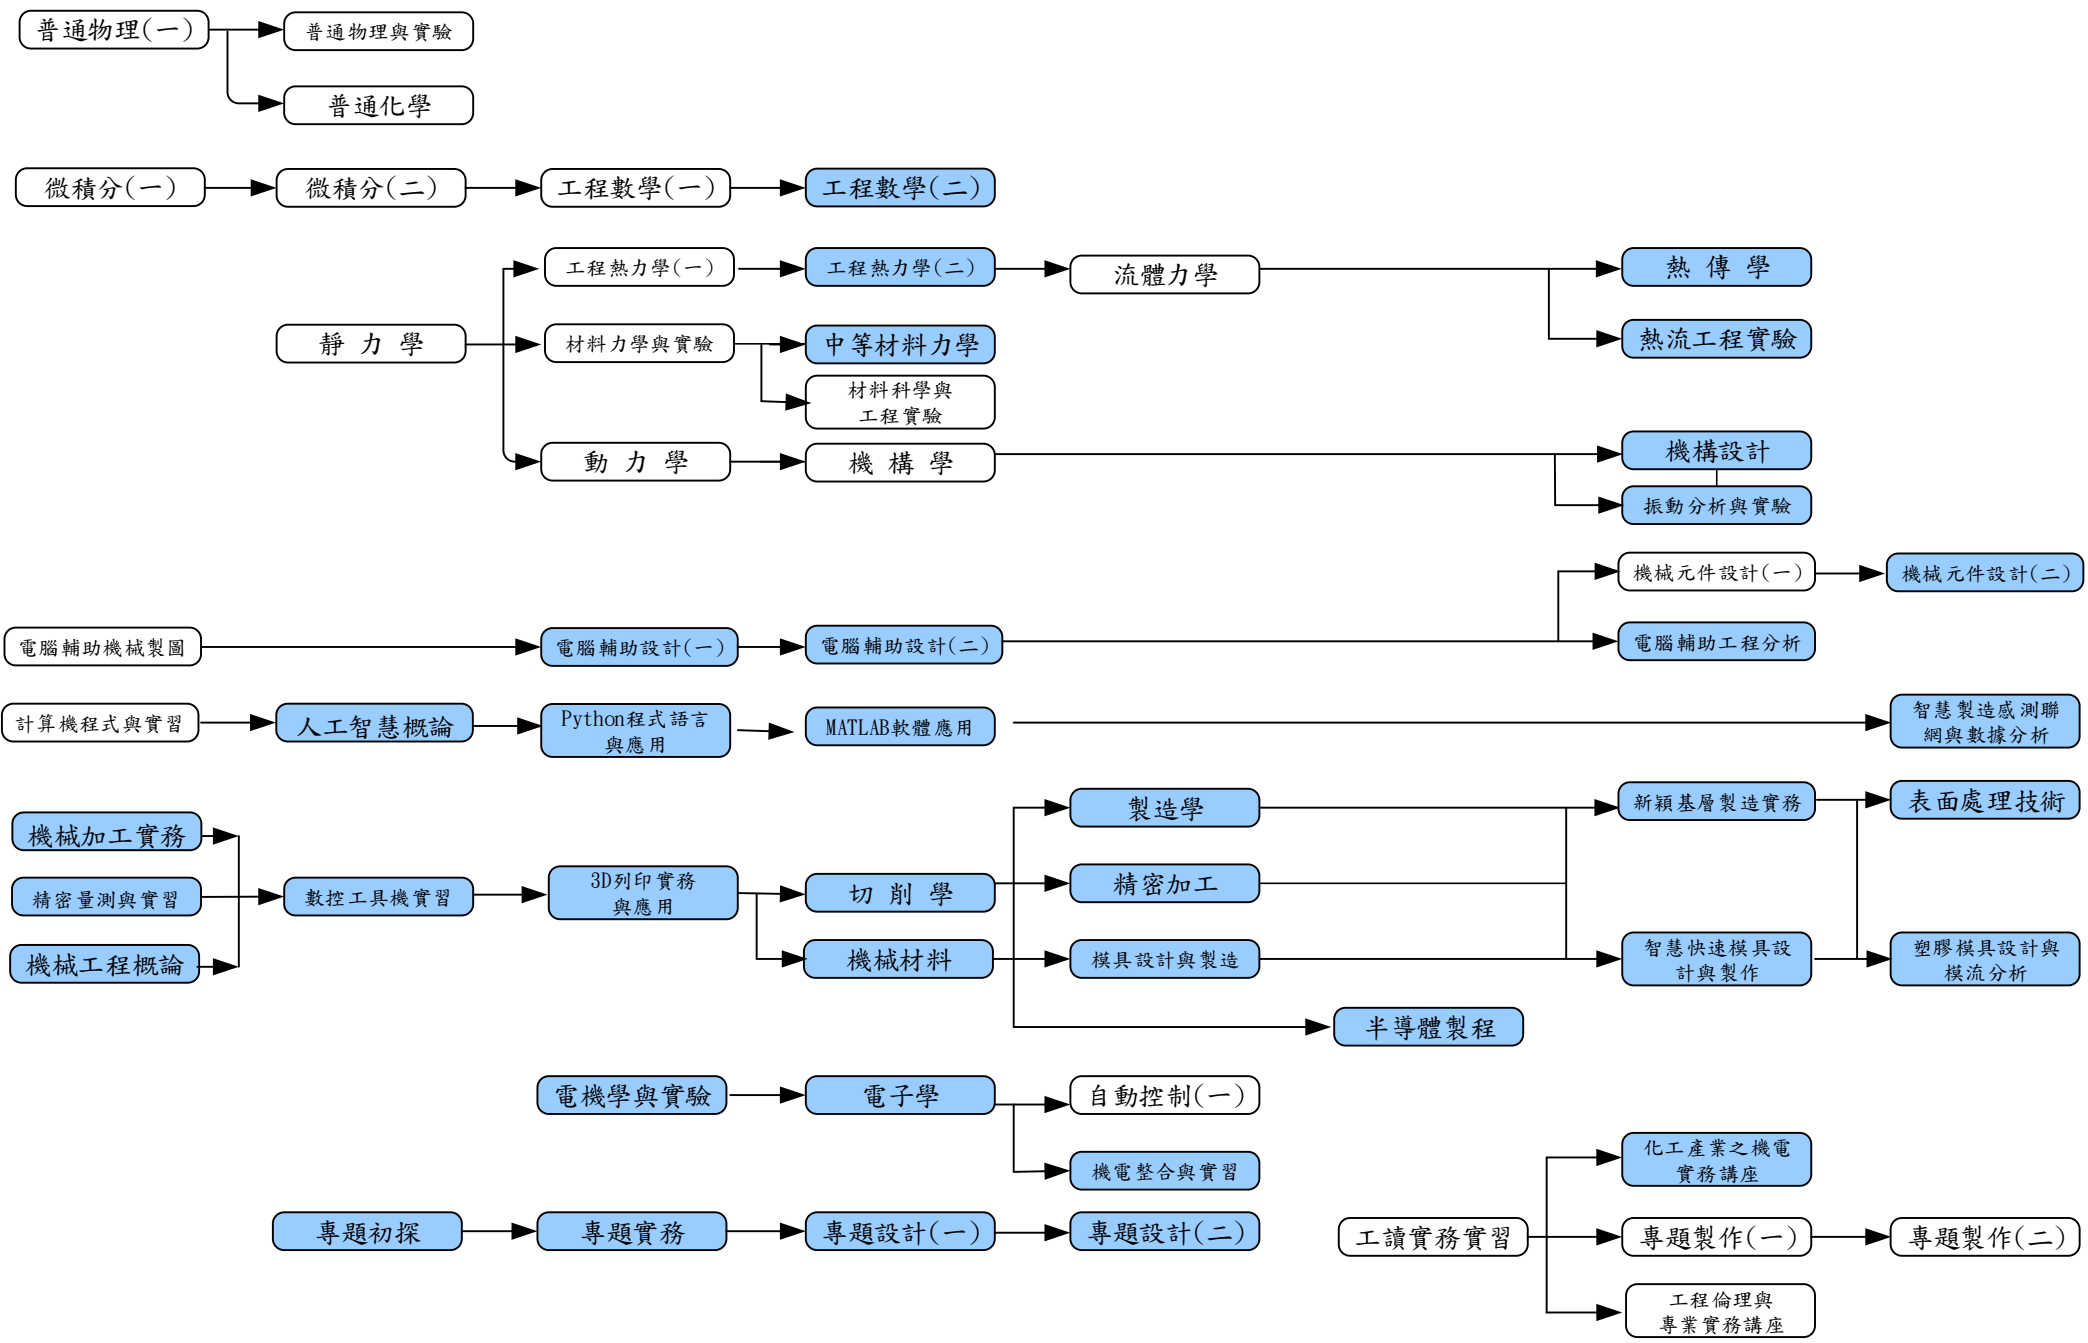 普通物理(一)
普通物理與實驗
普通化學
微積分(一)
微積分(二)
工程數學(一)
工程數學(二)
工程熱力學(一)
工程熱力學(二)
流體力學
熱 傳 學
靜 力 學
材料力學與實驗
中等材料力學
熱流工程實驗
材料科學與
工程實驗
動 力 學
機 構 學
機構設計
振動分析與實驗
機械元件設計(一)
機械元件設計(二)
電腦輔助機械製圖
電腦輔助設計(一)
電腦輔助設計(二)
電腦輔助工程分析
計算機程式與實習
人工智慧概論
Python程式語言
與應用
MATLAB軟體應用
智慧製造感測聯
網與數據分析
機械加工實務
製造學
新穎基層製造實務
表面處理技術
精密量測與實習
數控工具機實習
3D列印實務
與應用
切 削 學
精密加工
機械工程概論
機械材料
模具設計與製造
智慧快速模具設
計與製作
塑膠模具設計與
模流分析
半導體製程
電機學與實驗
電子學
自動控制(一)
機電整合與實習
化工產業之機電
實務講座
專題初探
專題實務
專題設計(一)
專題設計(二)
工讀實務實習
專題製作(一)
專題製作(二)
工程倫理與
專業實務講座